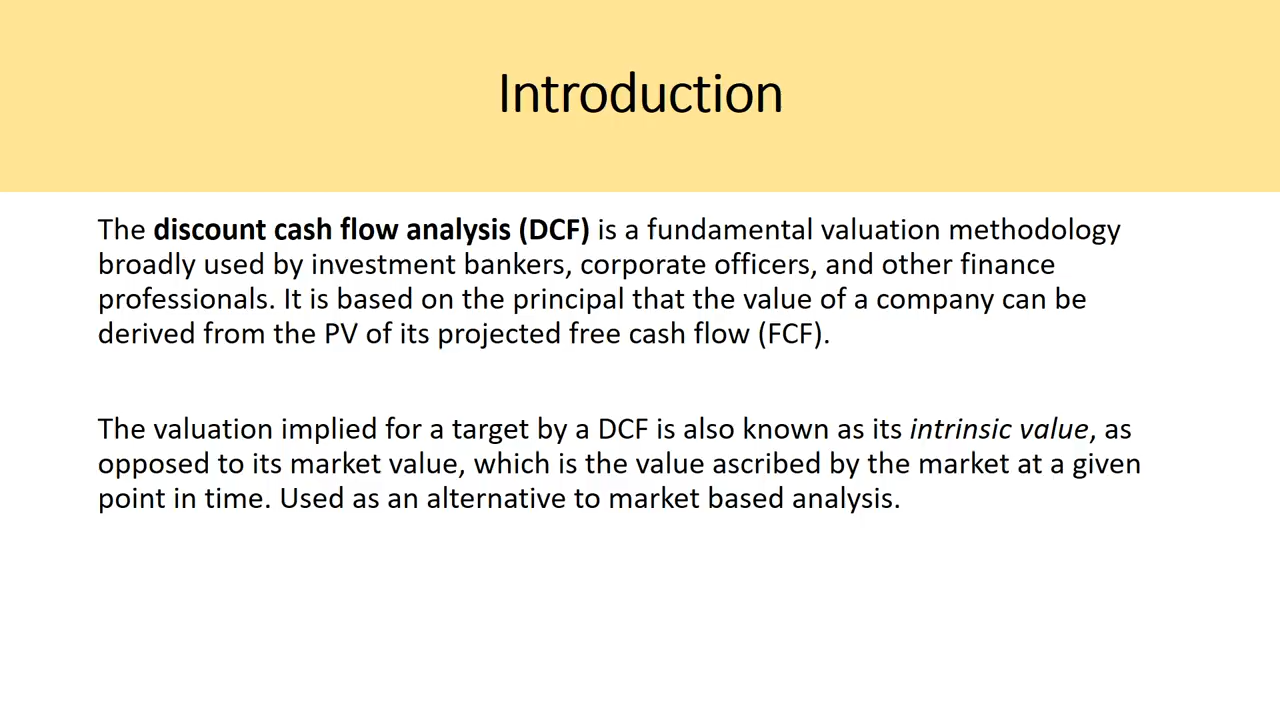 Introduction
The discount cash flow analysis (DCF) is a fundamental valuation methodology
broadly used by investment bankers, corporate officers, and other finance
professionals. It is based on the principal that the value of a company can be
derived from the PV of its projected free cash flow (FCF).
The valuation implied for a target by a DCF is also known as its intrinsic value, as
opposed to its market value, which is the value ascribed by the market at a given
point in time. Used as an alternative to market based analysis.